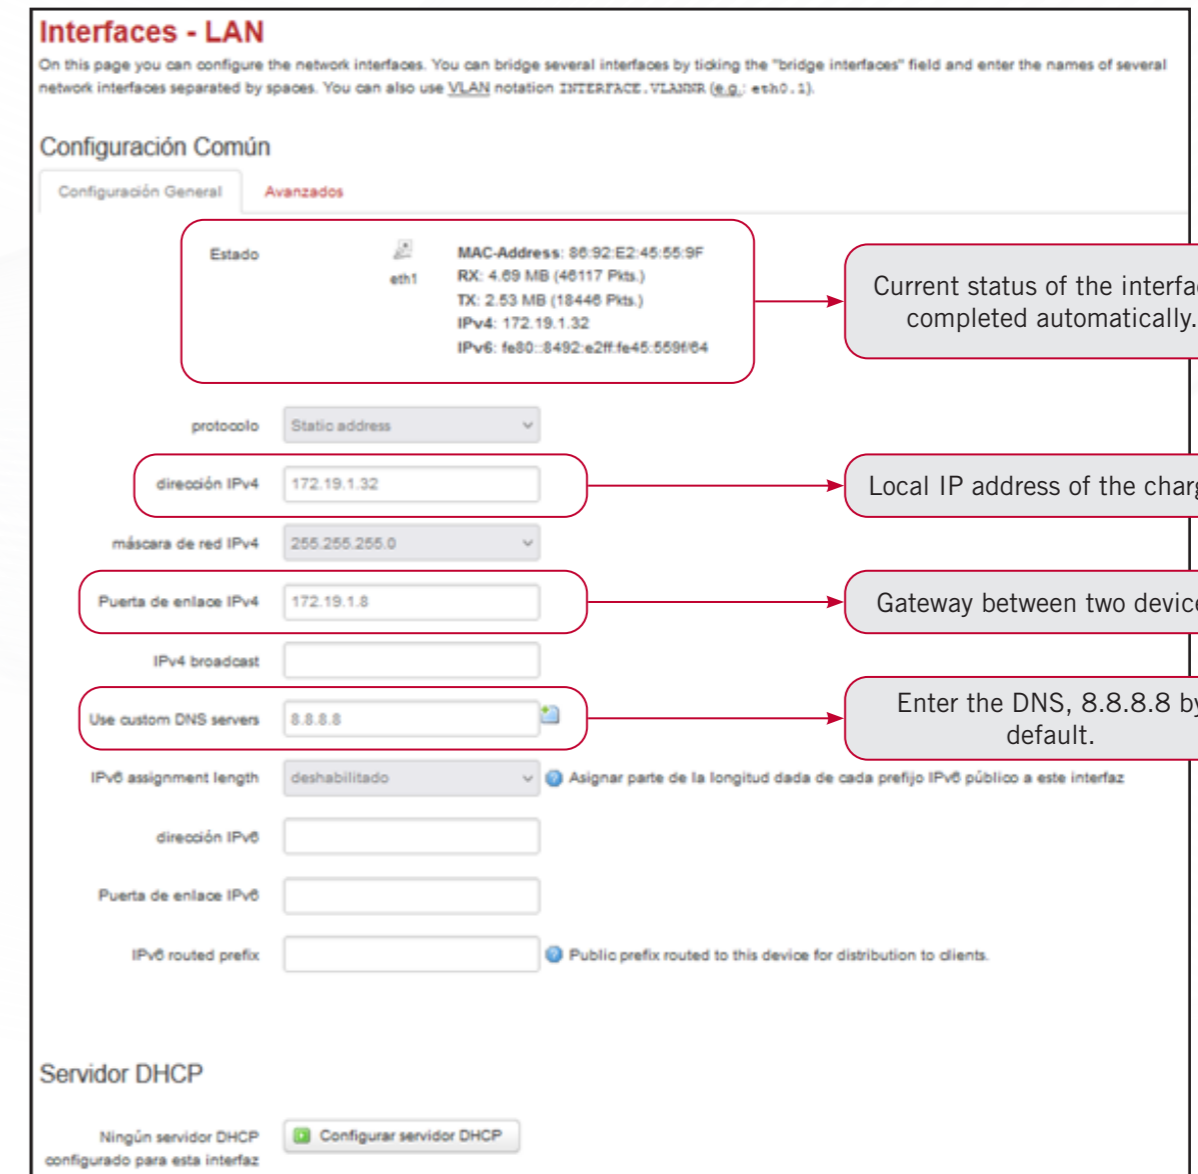 Interfaces - LAN
On this page you can configure the network interfaces. You can bridge several interfaces by ticking the "bridge interfaces" field and enter the names of several
network interfaces separated by spaces. You can also use VLAN notation INTERFACE.VLANNR (e.g.: eth0.1).
Configuración Común
Configuración General Avanzados
Estado
eth1
MAC-Address: 86:92:E2:45:55:9F
RX: 4.69 MB (46117 Pkts.)
TX: 2.53 MB (18446 Pkts.)
IPv4: 172.19.1.32
IPv6: fe80::8492:e2ff:fe45:559f/64
Current status of the interfac
completed automatically.
protocolo Static address
dirección IPv4 172.19.1.32
Local IP address of the charg
máscara de red IPv4 255.255.255.0
Puerta de enlace IPv4 172.19.1.8
Gateway between two device
IPv4 broadcast
Use custom DNS servers 8.8.8.8
Enter the DNS, 8.8.8.8 by
default.
IPv6 assignment length deshabilitado Asignar parte de la longitud dada de cada prefijo IPv6 público a este interfaz
dirección IPv6
Puerta de enlace IPv6
IPv6 routed prefix Public prefix routed to this device for distribution to clients.
Servidor DHCP
Ningún servidor DHCP
configurado para esta interfaz
Configurar servidor DHCP